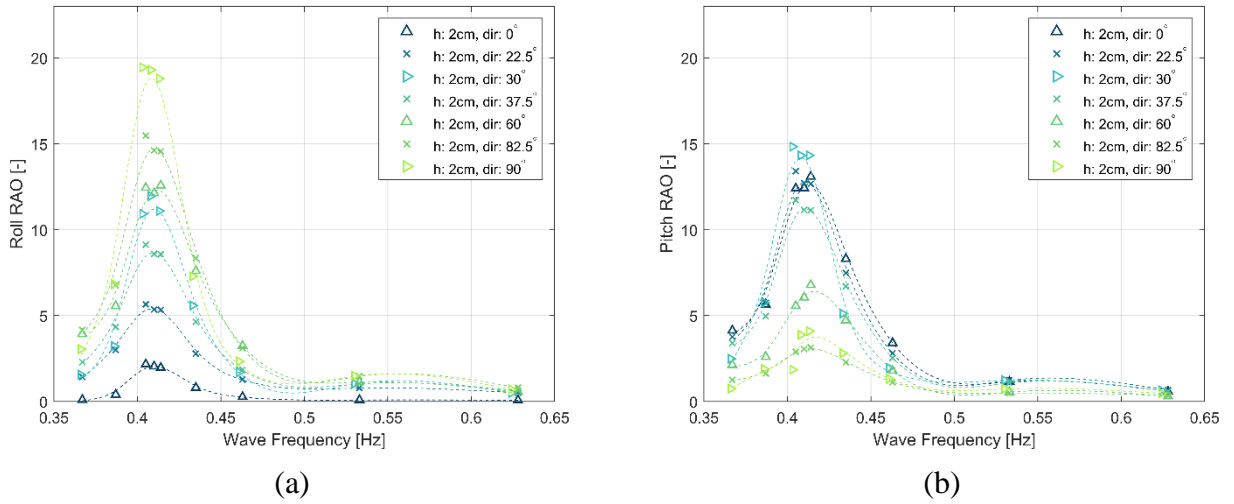 20
15
10
5
0
Roll RAO [-]
0.35 0.4 0.45 0.5 0.55 0.6 0.65
Wave Frequency [Hz]
h: 2cm, dir: 0°
h: 2cm, dir: 22.5°
h: 2cm, dir: 30°
h: 2cm, dir: 37.5°
h: 2cm, dir: 60°
h: 2cm, dir: 82.5°
h: 2cm, dir: 90°
(a)
20
15
10
5
0
Pitch RAO [-]
0.35 0.4 0.45 0.5 0.55 0.6 0.65
Wave Frequency [Hz]
h: 2cm, dir: 0°
h: 2cm, dir: 22.5°
h: 2cm, dir: 30°
h: 2cm, dir: 37.5°
h: 2cm, dir: 60°
h: 2cm, dir: 82.5°
h: 2cm, dir: 90°
(b)